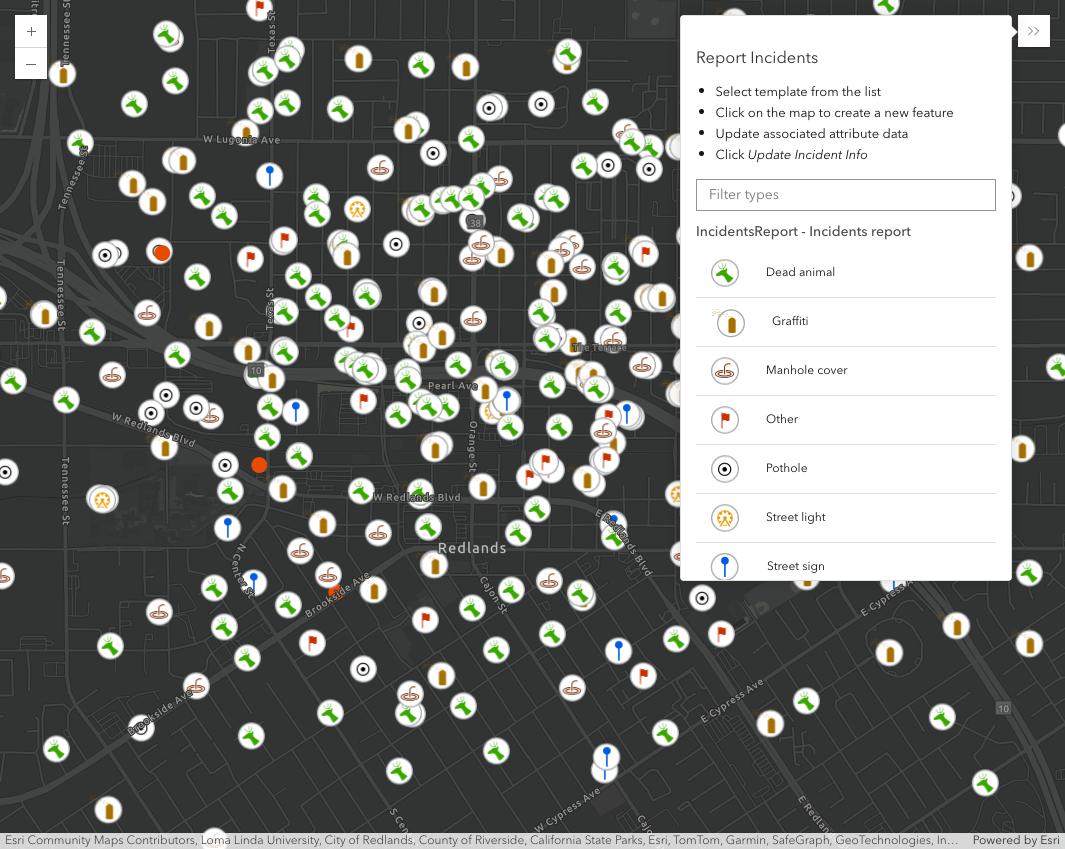 +
−
Texas St
W Lugonia Ave
Tennessee St
38
Tennessee St
Texas St
The Terrace
10
Pearl Ave
W Redlands Blvd
Orange St
Tennessee St
W Redlands Blvd
E Redlands Blvd
Redlands
N Center St
Brookside Ave
Cajon St
E Cypress Ave
E Cypress Ave
Brookside Ave
10
W Cypress Ave
S Cen
Cajo
E Redlan
Report Incidents
Select template from the list
Click on the map to create a new feature
Update associated attribute data
Click Update Incident Info
Filter types
IncidentsReport - Incidents report
Dead animal
Graffiti
Manhole cover
Other
Pothole
Street light
Street sign
Esri Community Maps Contributors, Loma Linda University, City of Redlands, County of Riverside, California State Parks, Esri, TomTom, Garmin, SafeGraph, GeoTechnologies, In… Powered by Esri